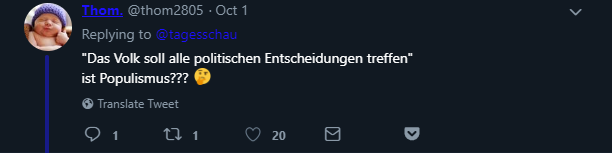 Thom. @thom2805 · Oct 1
Replying to @tagesschau
"Das Volk soll alle politischen Entscheidungen treffen"
ist Populismus??? 🤔
Translate Tweet
1 1 20